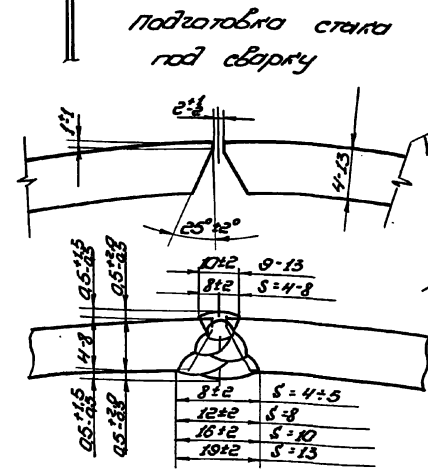 Подготовка стыка
под сварку
2+1-2
1±1
4-13
25°±2°
10±2 9-13
8±2 S=4-8
0,5+1,5-0,5
0,5+2,0-0,5
4-8
0,5+1,5-0,5
0,5+2,0-0,5
8±2 S=4÷5
12±2 S=8
16±2 S=10
19±2 S=13